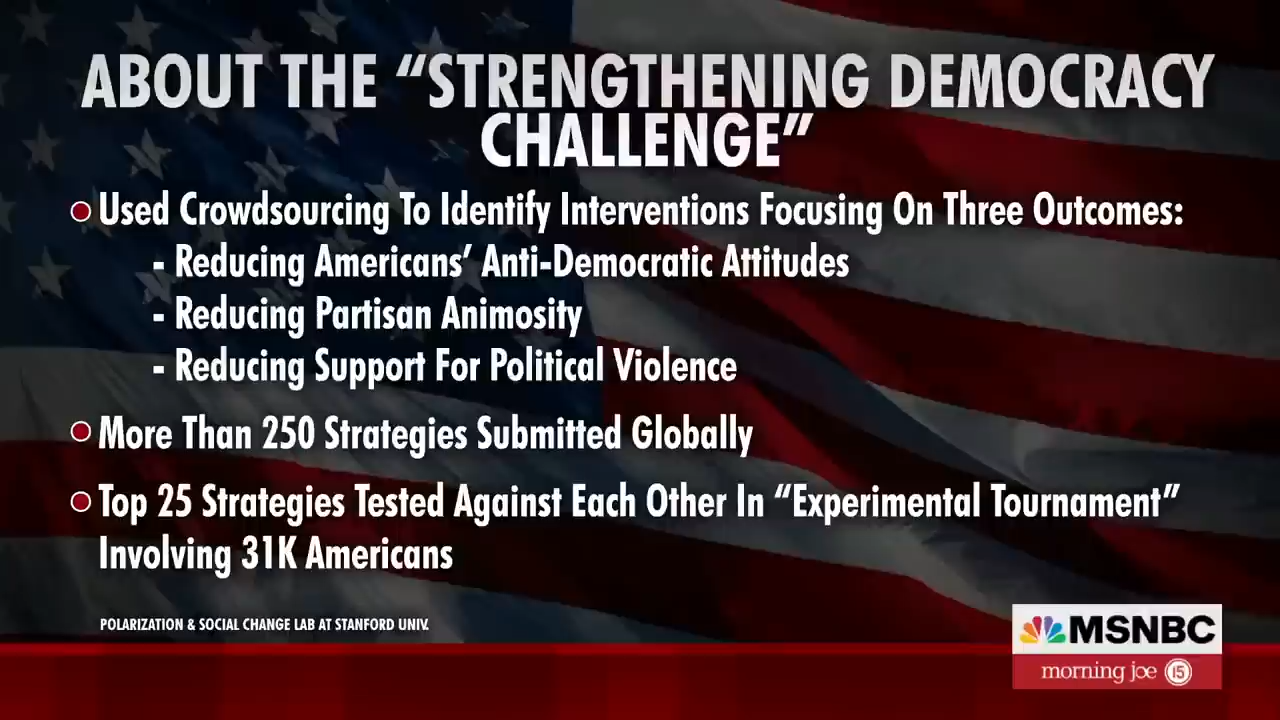 ABOUT THE “STRENGTHENING DEMOCRACY
CHALLENGE”
Used Crowdsourcing To Identify Interventions Focusing On Three Outcomes:
- Reducing Americans’ Anti-Democratic Attitudes
- Reducing Partisan Animosity
- Reducing Support For Political Violence
More Than 250 Strategies Submitted Globally
Top 25 Strategies Tested Against Each Other In “Experimental Tournament”
Involving 31K Americans
POLARIZATION & SOCIAL CHANGE LAB AT STANFORD UNIV.
MSNBC
morning joe 15